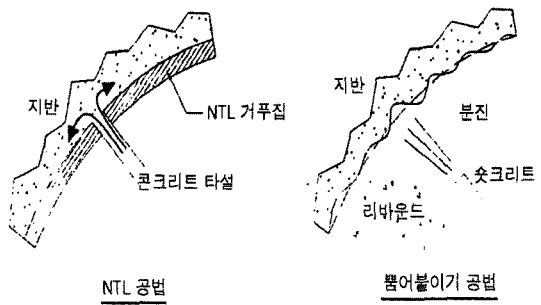 지반
NTL 거푸집
콘크리트 타설
NTL 공법
지반
분진
숏크리트
리바운드
뿜어붙이기 공법